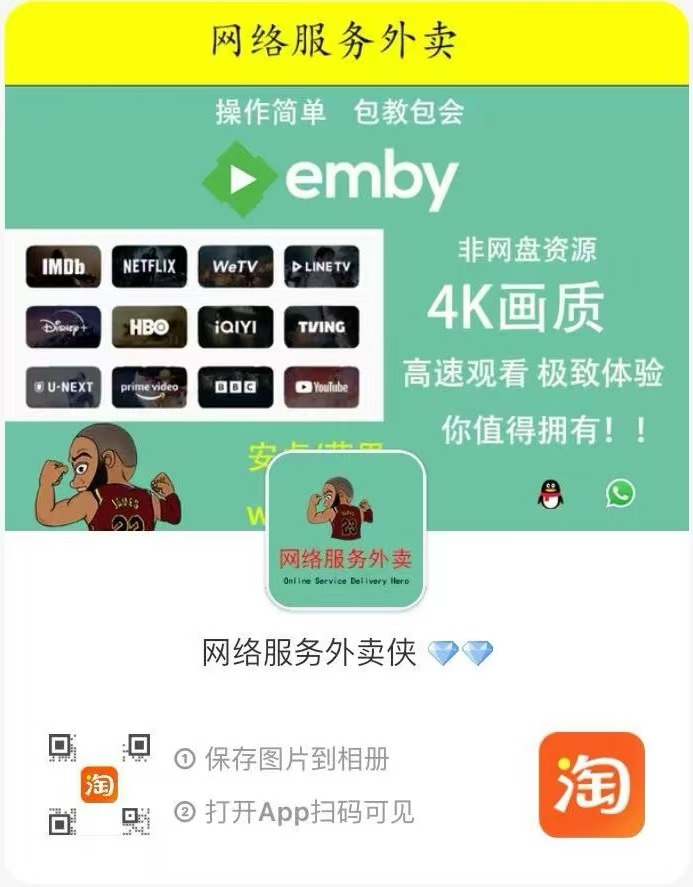 网络服务外卖
操作简单 包教包会
emby
IMDb NETFLIX WeTV LINE TV
Disney+ HBO iQIYI TVING
U-NEXT prime video BBC YouTube
非网盘资源
4K画质
高速观看 极致体验
你值得拥有！！
安卓/苹果
W
23
23
网络服务外卖
Online Service Delivery Hero
网络服务外卖侠
淘
① 保存图片到相册
② 打开App扫码可见
淘